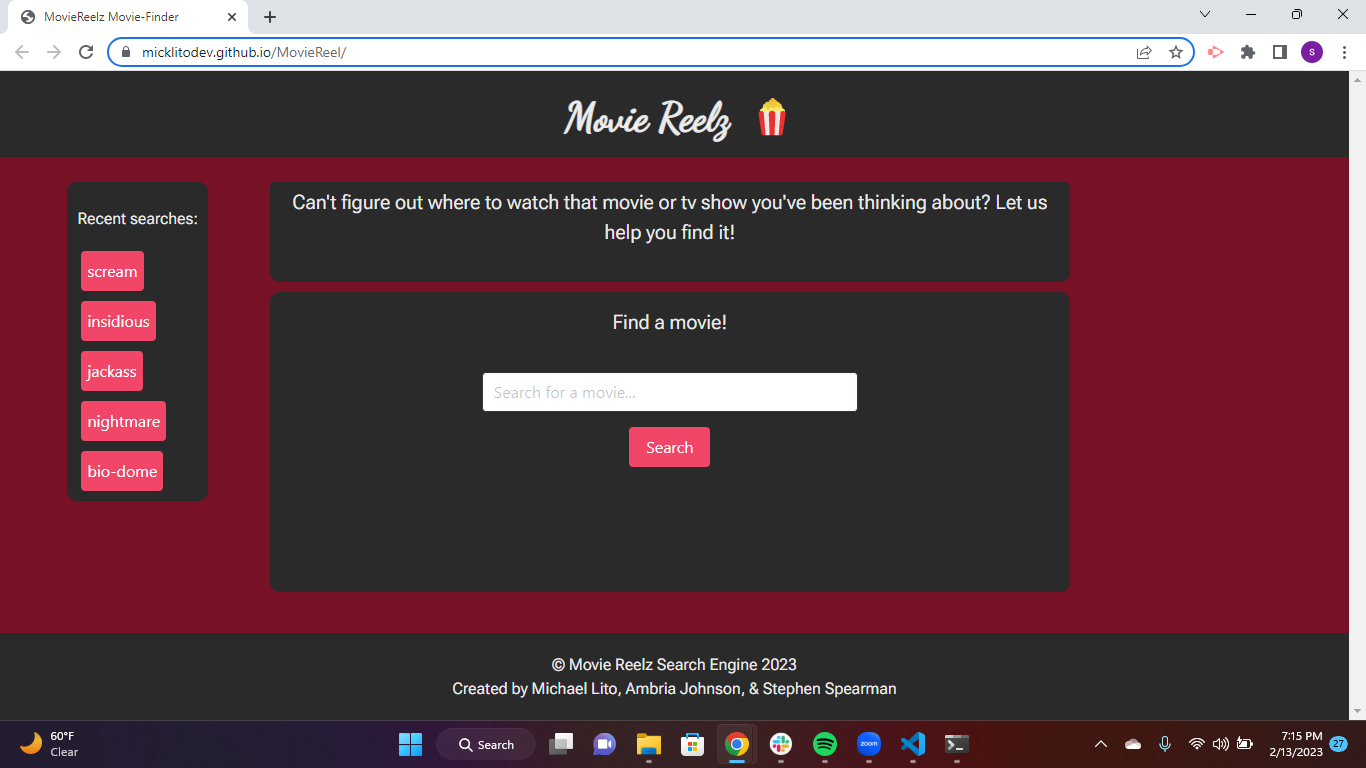 MovieReelz Movie-Finder
micklitodev.github.io/MovieReel/
S
Movie Reelz
Recent searches:
scream
insidious
jackass
nightmare
bio-dome
Can't figure out where to watch that movie or tv show you've been thinking about? Let us
help you find it!
Find a movie!
Search for a movie...
Search
© Movie Reelz Search Engine 2023
Created by Michael Lito, Ambria Johnson, & Stephen Spearman
60°F
Clear
Search
zoom
7:15 PM
2/13/2023
27